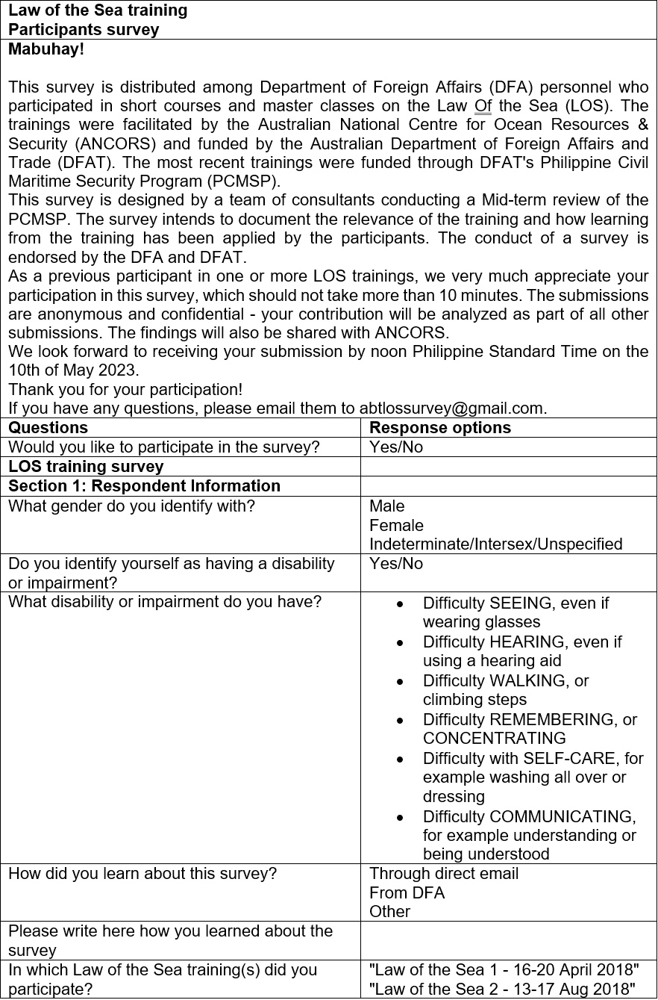 Law of the Sea training
Participants survey
Mabuhay!
This survey is distributed among Department of Foreign Affairs (DFA) personnel who
participated in short courses and master classes on the Law Of the Sea (LOS). The
trainings were facilitated by the Australian National Centre for Ocean Resources &
Security (ANCORS) and funded by the Australian Department of Foreign Affairs and
Trade (DFAT). The most recent trainings were funded through DFAT's Philippine Civil
Maritime Security Program (PCMSP).
This survey is designed by a team of consultants conducting a Mid-term review of the
PCMSP. The survey intends to document the relevance of the training and how learning
from the training has been applied by the participants. The conduct of a survey is
endorsed by the DFA and DFAT.
As a previous participant in one or more LOS trainings, we very much appreciate your
participation in this survey, which should not take more than 10 minutes. The submissions
are anonymous and confidential - your contribution will be analyzed as part of all other
submissions. The findings will also be shared with ANCORS.
We look forward to receiving your submission by noon Philippine Standard Time on the
10th of May 2023.
Thank you for your participation!
If you have any questions, please email them to abtlossurvey@gmail.com.
Questions Response options
Would you like to participate in the survey? Yes/No
LOS training survey
Section 1: Respondent Information
What gender do you identify with? Male
Female
Indeterminate/Intersex/Unspecified
Do you identify yourself as having a disability Yes/No
or impairment?
What disability or impairment do you have? • Difficulty SEEING, even if
wearing glasses
• Difficulty HEARING, even if
using a hearing aid
• Difficulty WALKING, or
climbing steps
• Difficulty REMEMBERING, or
CONCENTRATING
• Difficulty with SELF-CARE, for
example washing all over or
dressing
• Difficulty COMMUNICATING,
for example understanding or
being understood
How did you learn about this survey? Through direct email
From DFA
Other
Please write here how you learned about the
survey
In which Law of the Sea training(s) did you "Law of the Sea 1 - 16-20 April 2018"
participate? "Law of the Sea 2 - 13-17 Aug 2018"